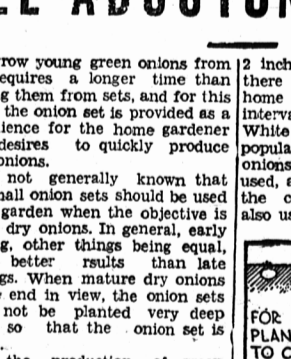 row young green onions from
equires a longer time than
g them from sets, and for this
the onion set is provided as a
ience for the home gardener
desires to quickly produce
onions.
not generally known that
nall onion sets should be used
garden when the objective is
dry onions. In general, early
g, other things being equal,
better rsults than late
gs. When mature dry onions
end in view, the onion sets
not be planted very deep
so that the onion set is
2 inch
there
home
interva
White
popula
onions
used, a
the c
also us
FOR
PLAN
TO C